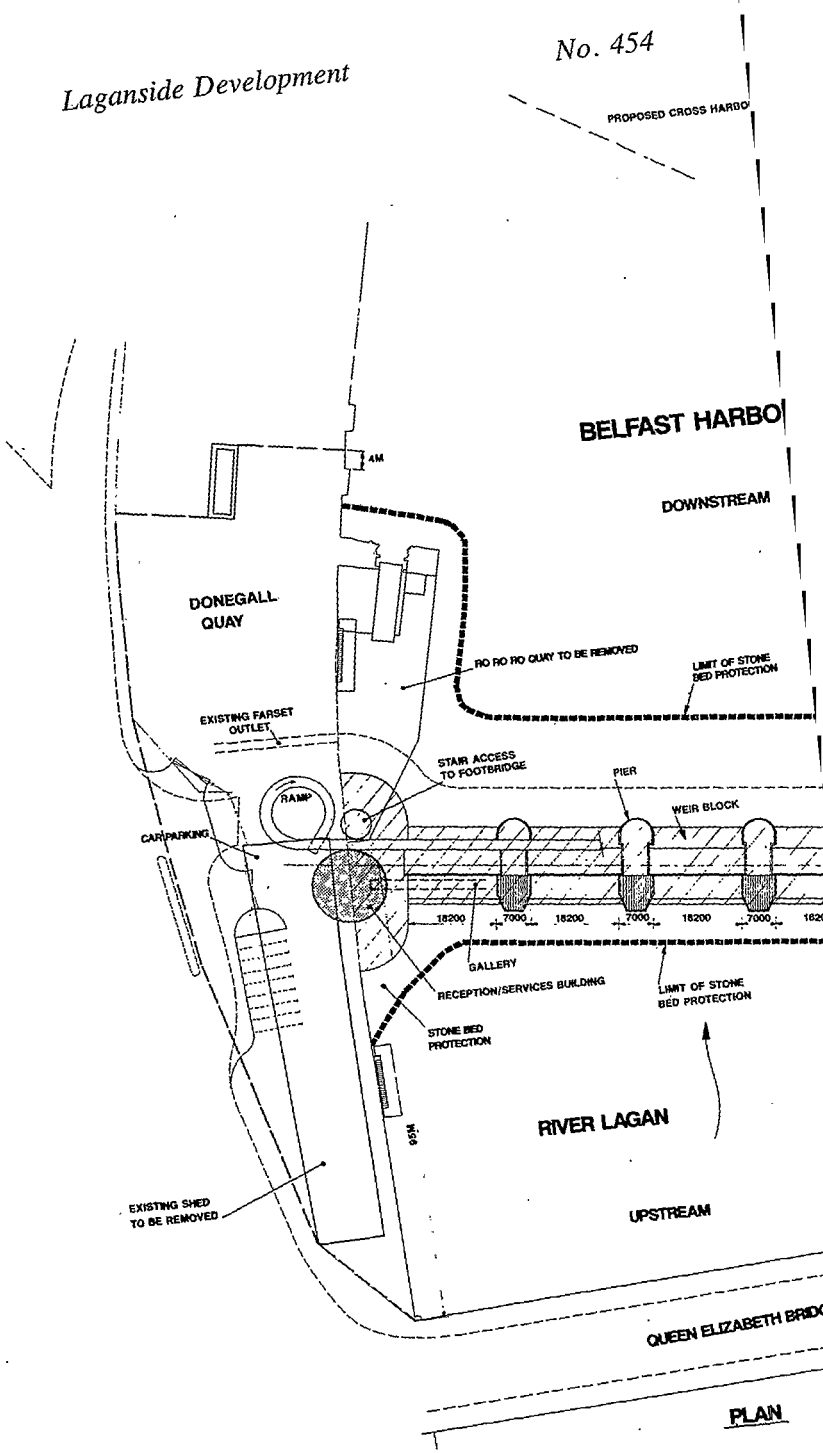 Laganside Development
No. 454
PROPOSED CROSS HARBO
BELFAST HARBO
4M
DOWNSTREAM
DONEGALL
QUAY
RO RO RO QUAY TO BE REMOVED
LIMIT OF STONE
BED PROTECTION
EXISTING FARSET
OUTLET
STAIR ACCESS
TO FOOTBRIDGE
PIER
RAMP
WEIR BLOCK
CAR PARKING
18200
7000
18200
7000
18200
7000
1820
GALLERY
RECEPTION/SERVICES BUILDING
LIMIT OF STONE
BED PROTECTION
STONE BED
PROTECTION
RIVER LAGAN
95M
EXISTING SHED
TO BE REMOVED
UPSTREAM
QUEEN ELIZABETH BRIDG
PLAN